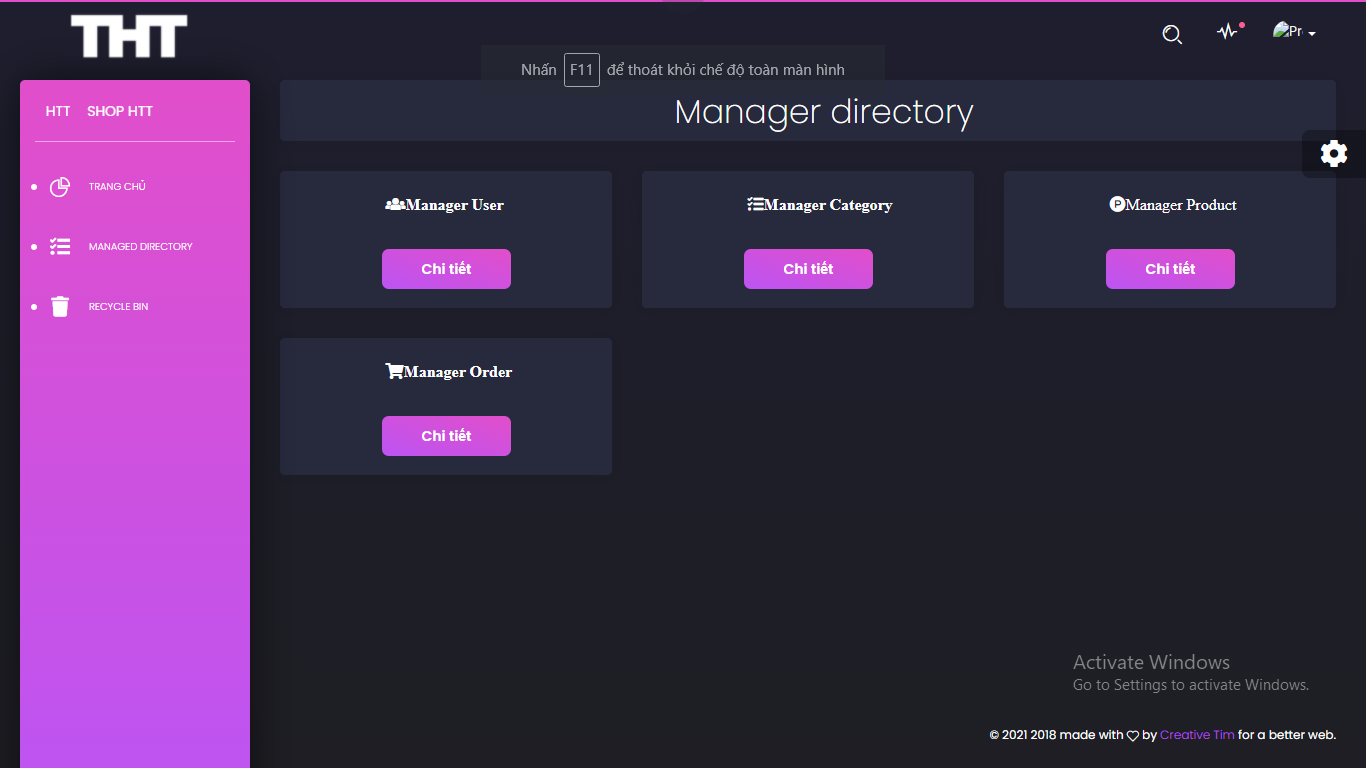 THT
Pr
Nhấn F11 để thoát khỏi chế độ toàn màn hình
HTT SHOP HTT
Manager directory
TRANG CHỦ
MANAGED DIRECTORY
RECYCLE BIN
Manager User
Manager Category
Manager Product
Chi tiết
Chi tiết
Chi tiết
Manager Order
Chi tiết
Activate Windows
Go to Settings to activate Windows.
© 2021 2018 made with by Creative Tim for a better web.